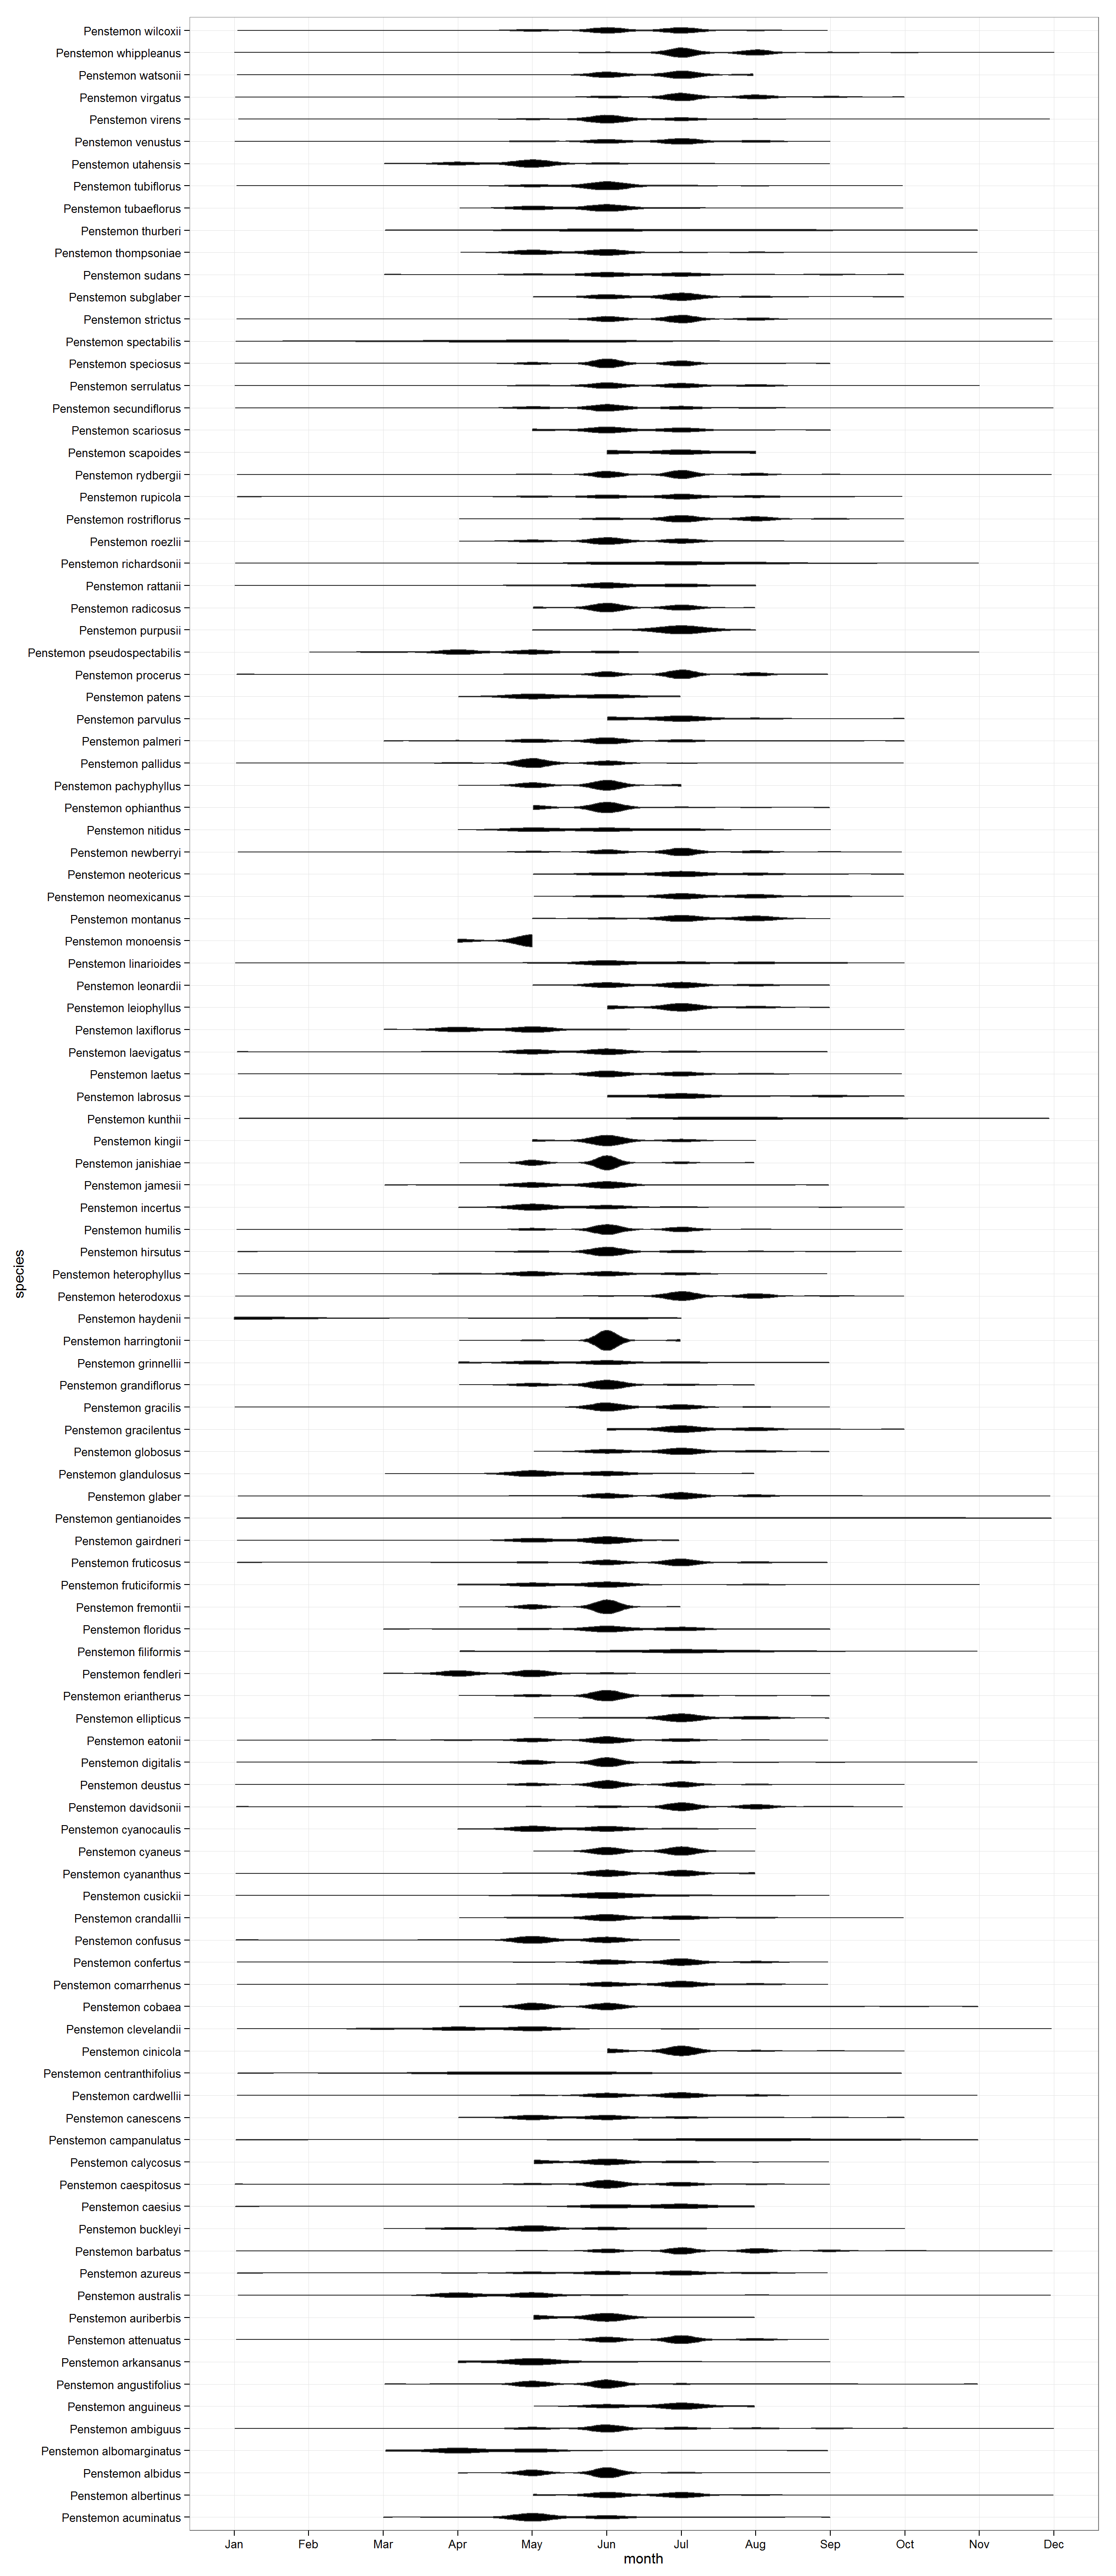 Penstemon wilcoxii
Penstemon whippleanus
Penstemon watsonii
Penstemon virgatus
Penstemon virens
Penstemon venustus
Penstemon utahensis
Penstemon tubiflorus
Penstemon tubaeflorus
Penstemon thurberi
Penstemon thompsoniae
Penstemon sudans
Penstemon subglaber
Penstemon strictus
Penstemon spectabilis
Penstemon speciosus
Penstemon serrulatus
Penstemon secundiflorus
Penstemon scariosus
Penstemon scapoides
Penstemon rydbergii
Penstemon rupicola
Penstemon rostriflorus
Penstemon roezlii
Penstemon richardsonii
Penstemon rattanii
Penstemon radicosus
Penstemon purpusii
Penstemon pseudospectabilis
Penstemon procerus
Penstemon patens
Penstemon parvulus
Penstemon palmeri
Penstemon pallidus
Penstemon pachyphyllus
Penstemon ophianthus
Penstemon nitidus
Penstemon newberryi
Penstemon neotericus
Penstemon neomexicanus
Penstemon montanus
Penstemon monoensis
Penstemon linarioides
Penstemon leonardii
Penstemon leiophyllus
Penstemon laxiflorus
Penstemon laevigatus
Penstemon laetus
Penstemon labrosus
Penstemon kunthii
Penstemon kingii
Penstemon janishiae
Penstemon jamesii
Penstemon incertus
Penstemon humilis
Penstemon hirsutus
Penstemon heterophyllus
Penstemon heterodoxus
Penstemon haydenii
Penstemon harringtonii
Penstemon grinnellii
Penstemon grandiflorus
Penstemon gracilis
Penstemon gracilentus
Penstemon globosus
Penstemon glandulosus
Penstemon glaber
Penstemon gentianoides
Penstemon gairdneri
Penstemon fruticosus
Penstemon fruticiformis
Penstemon fremontii
Penstemon floridus
Penstemon filiformis
Penstemon fendleri
Penstemon eriantherus
Penstemon ellipticus
Penstemon eatonii
Penstemon digitalis
Penstemon deustus
Penstemon davidsonii
Penstemon cyanocaulis
Penstemon cyaneus
Penstemon cyananthus
Penstemon cusickii
Penstemon crandallii
Penstemon confusus
Penstemon confertus
Penstemon comarrhenus
Penstemon cobaea
Penstemon clevelandii
Penstemon cinicola
Penstemon centranthifolius
Penstemon cardwellii
Penstemon canescens
Penstemon campanulatus
Penstemon calycosus
Penstemon caespitosus
Penstemon caesius
Penstemon buckleyi
Penstemon barbatus
Penstemon azureus
Penstemon australis
Penstemon auriberbis
Penstemon attenuatus
Penstemon arkansanus
Penstemon angustifolius
Penstemon anguineus
Penstemon ambiguus
Penstemon albomarginatus
Penstemon albidus
Penstemon albertinus
Penstemon acuminatus
species
Jan Feb Mar Apr May Jun Jul Aug Sep Oct Nov Dec
month